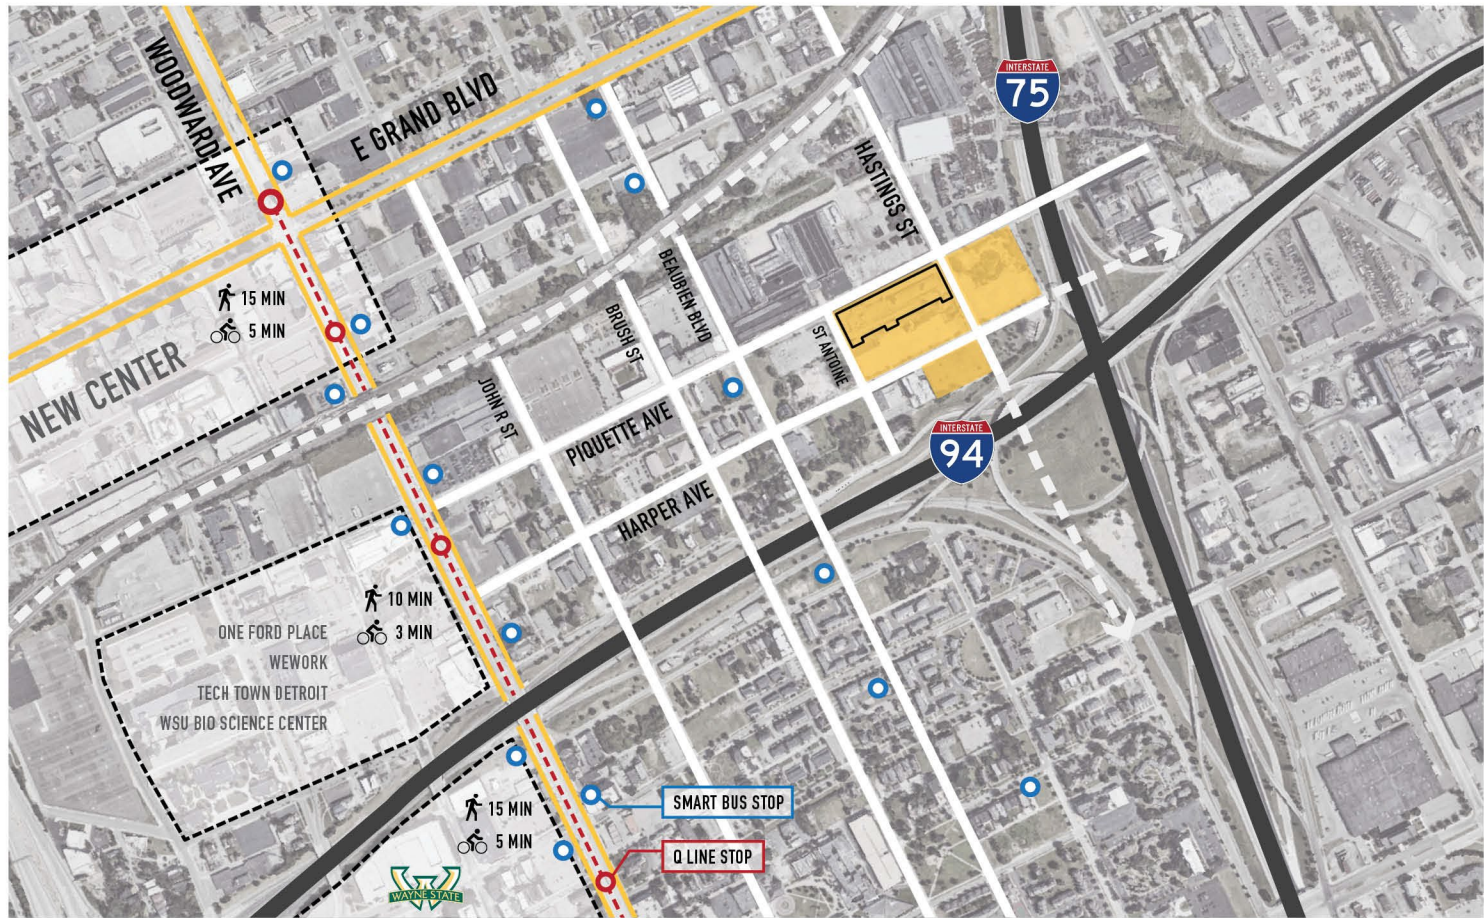 WOODWARD AVE
E GRAND BLVD
INTERSTATE
75
HASTINGS ST
BEAUBIEN BLVD
15 MIN
5 MIN
NEW CENTER
BRUSH ST
ST ANTOINE
JOHN R ST
PIQUETTE AVE
INTERSTATE
94
HARPER AVE
10 MIN
3 MIN
ONE FORD PLACE
WEWORK
TECH TOWN DETROIT
WSU BIO SCIENCE CENTER
SMART BUS STOP
15 MIN
5 MIN
Q LINE STOP
W
WAYNE STATE